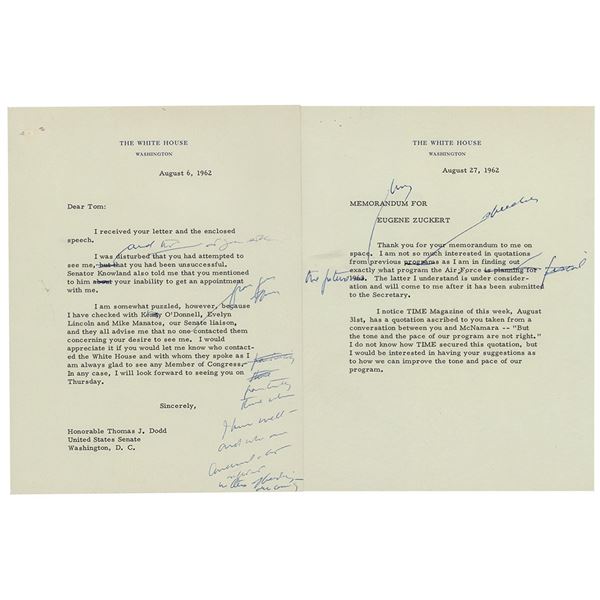 THE WHITE HOUSE
WASHINGTON
August 6, 1962
Dear Tom:
I received your letter and the enclosed
speech.
and
I was disturbed that you had attempted to
see me, but that you had been unsuccessful.
Senator Knowland also told me that you mentioned
to him about your inability to get an appointment
with me.
I am somewhat puzzled, however, because
I have checked with Kenny O'Donnell, Evelyn
Lincoln and Mike Manatos, our Senate liaison,
and they all advise me that no one contacted them
concerning your desire to see me. I would
appreciate it if you would let me know who contact-
ed the White House and with whom they spoke as I
am always glad to see any Member of Congress,
In any case, I will look forward to seeing you on
Thursday.
particularly
those whom
I know well -
and who are
Sincerely,
Honorable Thomas J. Dodd
United States Senate
Washington, D. C.
THE WHITE HOUSE
WASHINGTON
August 27, 1962
MEMORANDUM FOR
EUGENE ZUCKERT
speeches
Thank you for your memorandum to me on
space. I am not so much interested in quotations
from previous programs as I am in finding out
exactly what program the Air Force is planning for
the future
fiscal
1963. The latter I understand is under consider-
ation and will come to me after it has been submitted
to the Secretary.
I notice TIME Magazine of this week, August
31st, has a quotation ascribed to you taken from a
conversation between you and McNamara -- "But
the tone and the pace of our program are not right."
I do not know how TIME secured this quotation, but
I would be interested in having your suggestions as
to how we can improve the tone and pace of our
program.